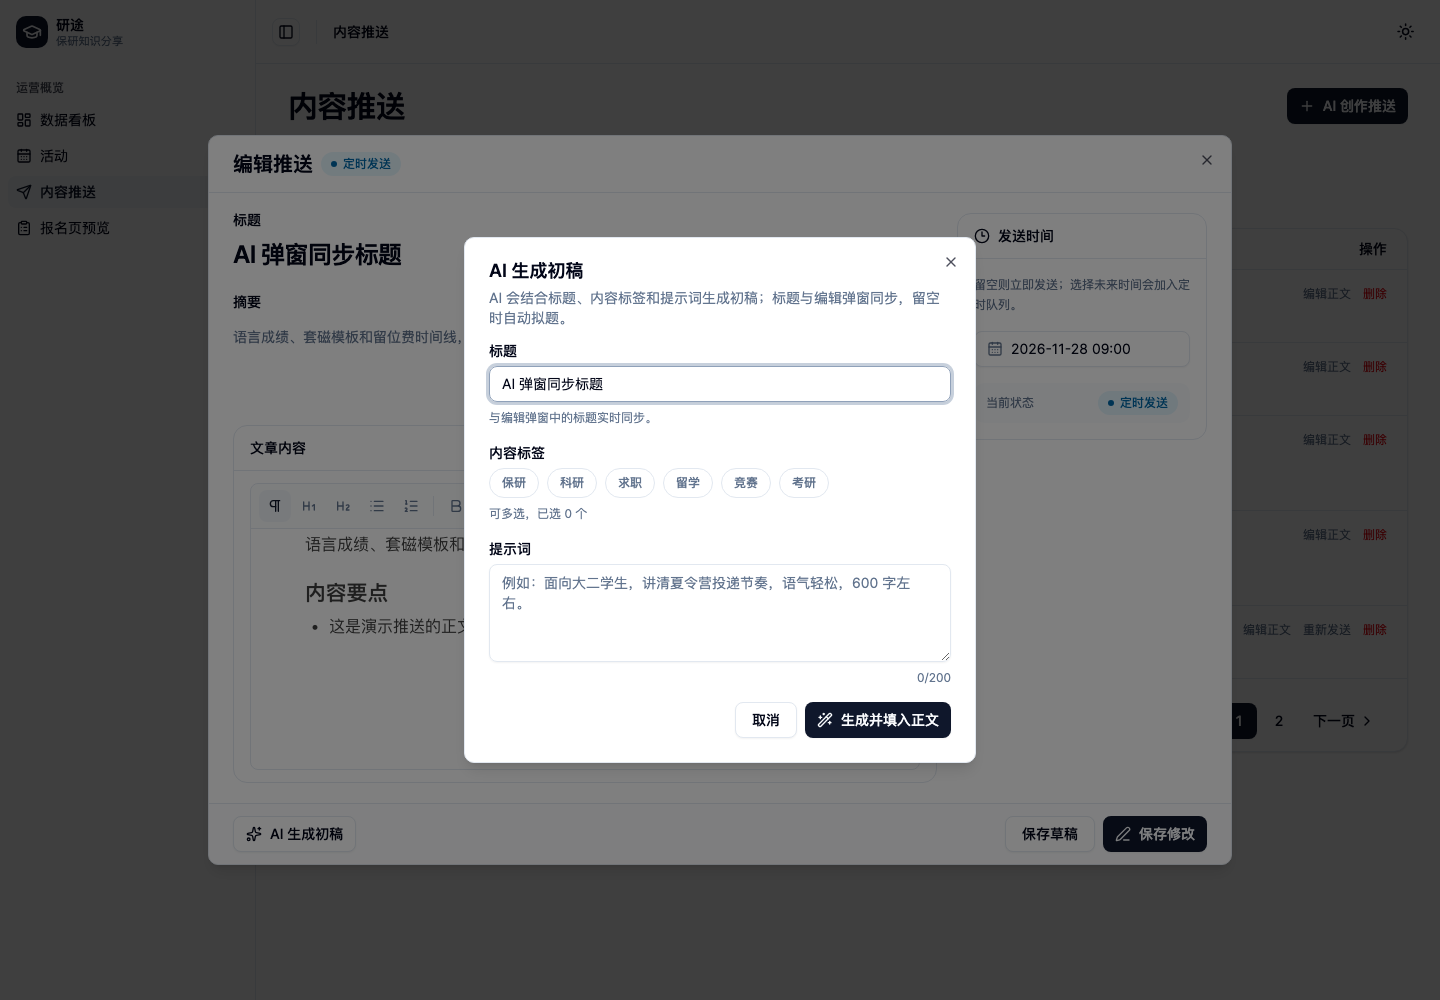 研途
保研知识分享
内容推送
运营概览
数据看板
活动
内容推送
报名页预览
内容推送
AI 创作推送
编辑推送
定时发送
标题
AI 弹窗同步标题
摘要
语言成绩、套磁模板和留位费时间线，
文章内容
H1 H2 B
语言成绩、套磁模板和
内容要点
• 这是演示推送的正文
发送时间
留空则立即发送；选择未来时间会加入定
时队列。
2026-11-28 09:00
当前状态
定时发送
AI 生成初稿
保存草稿
保存修改
AI 生成初稿
AI 会结合标题、内容标签和提示词生成初稿；标题与编辑弹窗同步，留空
时自动拟题。
标题
AI 弹窗同步标题
与编辑弹窗中的标题实时同步。
内容标签
保研 科研 求职 留学 竞赛 考研
可多选，已选 0 个
提示词
例如：面向大二学生，讲清夏令营投递节奏，语气轻松，600 字左
右。
0/200
取消
生成并填入正文
操作
编辑正文 删除
编辑正文 删除
编辑正文 删除
编辑正文 删除
编辑正文 重新发送 删除
1 2 下一页